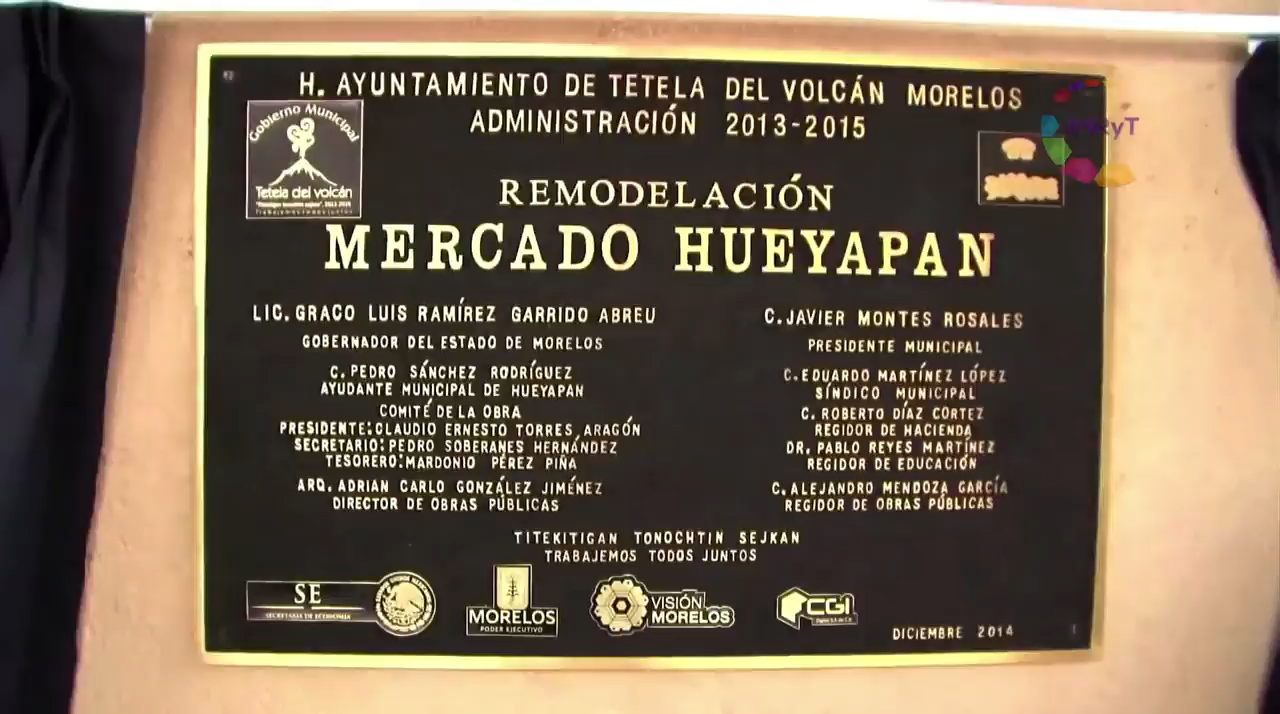 H. AYUNTAMIENTO DE TETELA DEL VOLCÁN MORELOS
ADMINISTRACIÓN 2013-2015
Gobierno Municipal
Tetela del volcán
REMODELACIÓN
MERCADO HUEYAPAN
LIC. GRACO LUIS RAMÍREZ GARRIDO ABREU
GOBERNADOR DEL ESTADO DE MORELOS
C. PEDRO SÁNCHEZ RODRÍGUEZ
AYUDANTE MUNICIPAL DE HUEYAPAN
COMITÉ DE LA OBRA
PRESIDENTE: CLAUDIO ERNESTO TORRES ARAGÓN
SECRETARIO: PEDRO SOBERANES HERNÁNDEZ
TESORERO: MARDONIO PÉREZ PIÑA
ARQ. ADRIAN CARLO GONZÁLEZ JIMÉNEZ
DIRECTOR DE OBRAS PÚBLICAS
C. JAVIER MONTES ROSALES
PRESIDENTE MUNICIPAL
C. EDUARDO MARTÍNEZ LÓPEZ
SÍNDICO MUNICIPAL
C. ROBERTO DÍAZ CORTEZ
REGIDOR DE HACIENDA
DR. PABLO REYES MARTÍNEZ
REGIDOR DE EDUCACIÓN
C. ALEJANDRO MENDOZA GARCÍA
REGIDOR DE OBRAS PÚBLICAS
TITEKITIGAN TONOCHTIN SEJKAN
TRABAJEMOS TODOS JUNTOS
SE
SECRETARÍA DE ECONOMÍA
MORELOS
PODER EJECUTIVO
VISIÓN
MORELOS
CGI
DICIEMBRE 2014